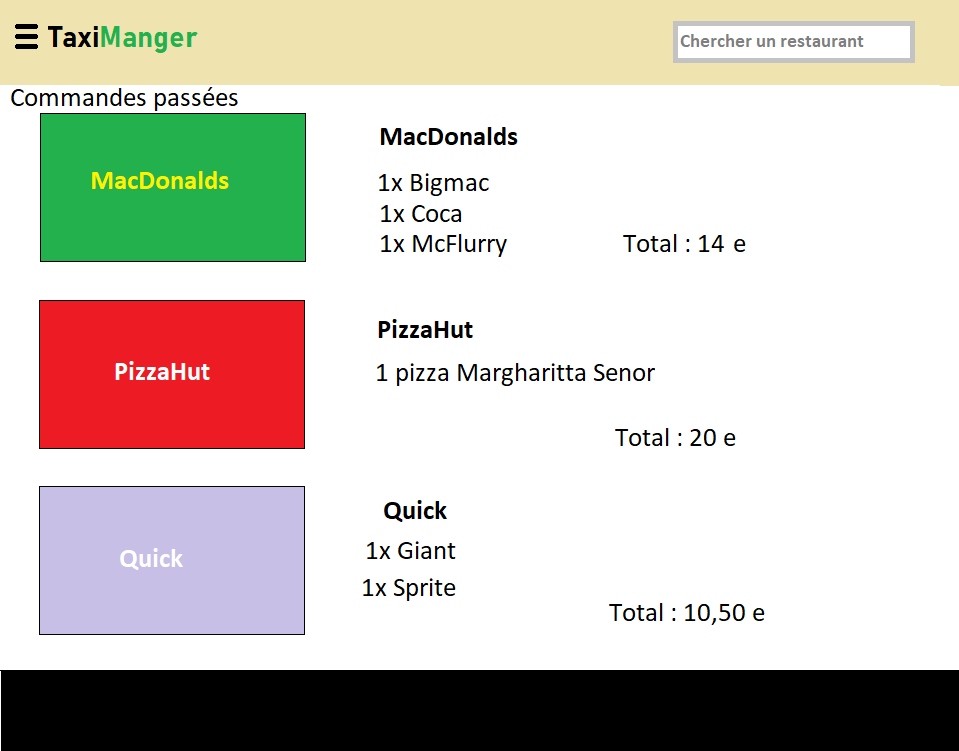 TaxiManger
Chercher un restaurant
Commandes passées
MacDonalds
MacDonalds
1x Bigmac
1x Coca
1x McFlurry
Total : 14 e
PizzaHut
PizzaHut
1 pizza Margharitta Senor
Total : 20 e
Quick
Quick
1x Giant
1x Sprite
Total : 10,50 e